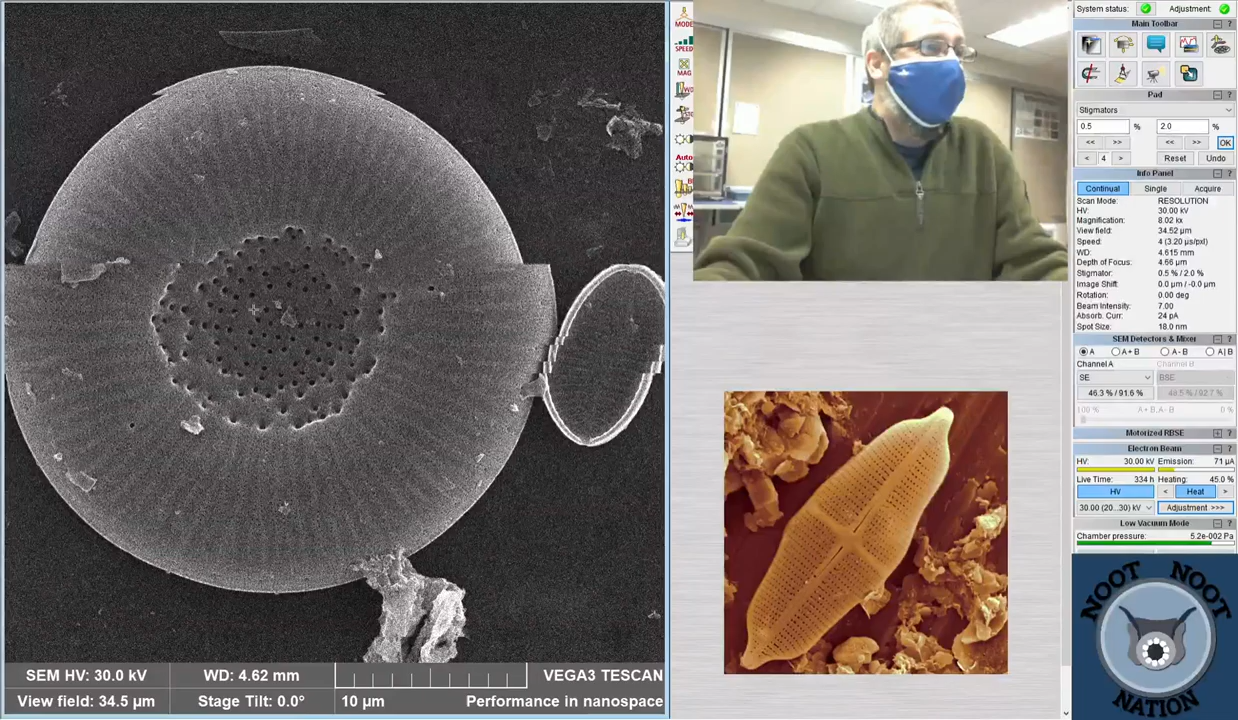 SEM HV: 30.0 kV
WD: 4.62 mm
VEGA3 TESCAN
View field: 34.5 µm
Stage Tilt: 0.0°
10 µm
Performance in nanospace
MODE
SPEED
MAG
WD
Auto
System status:
Adjustment:
Main Toolbar
Pad
Stigmators
0.5 %
2.0 %
<< >>
<< >>
OK
< 4 >
Reset
Undo
Info Panel
Continual
Single
Acquire
Scan Mode: RESOLUTION
HV: 30.00 kV
Magnification: 8.02 kx
View field: 34.52 µm
Speed: 4 (3.20 µs/pxl)
WD: 4.615 mm
Depth of Focus: 4.66 µm
Stigmator: 0.5 % / 2.0 %
Image Shift: 0.0 µm / -0.0 µm
Rotation: 0.00 deg
Beam Intensity: 7.00
Absorb. Curr: 24 pA
Spot Size: 18.0 nm
SEM Detectors & Mixer
A
A + B
A - B
A | B
Channel A
Channel B
SE
BSE
46.3 % / 91.6 %
48.5 % / 92.7 %
100 %
A + B, A - B
0 %
Motorized RBSE
Electron Beam
HV: 30.00 kV
Emission: 71 µA
Live Time: 334 h
Heating: 45.0 %
HV
< Heat >
30.00 (20...30) kV
Adjustment >>>
Low Vacuum Mode
Chamber pressure: 5.2e-002 Pa
NOOT NOOT
NATION